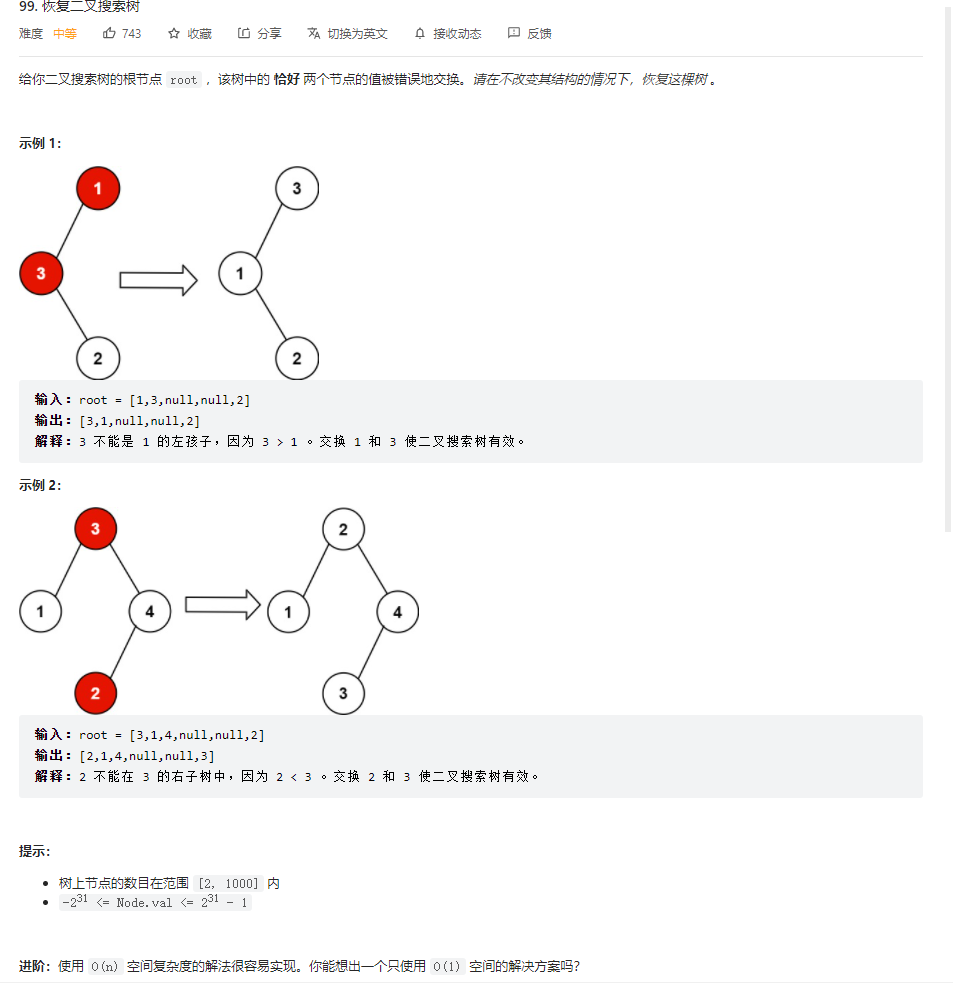 99. 恢复二叉搜索树
难度 中等 743 收藏 分享 切换为英文 接收动态 反馈
给你二叉搜索树的根节点 root ，该树中的 恰好 两个节点的值被错误地交换。请在不改变其结构的情况下，恢复这棵树 。
示例 1：
1
3
3
1
2
2
输入：root = [1,3,null,null,2]
输出：[3,1,null,null,2]
解释：3 不能是 1 的左孩子，因为 3 > 1 。交换 1 和 3 使二叉搜索树有效。
示例 2：
3
2
1
4
1
4
2
3
输入：root = [3,1,4,null,null,2]
输出：[2,1,4,null,null,3]
解释：2 不能在 3 的右子树中，因为 2 < 3 。交换 2 和 3 使二叉搜索树有效。
提示：
树上节点的数目在范围 [2, 1000] 内
-2³¹ <= Node.val <= 2³¹ - 1
进阶：使用 O(n) 空间复杂度的解法很容易实现。你能想出一个只使用 O(1) 空间的解决方案吗？